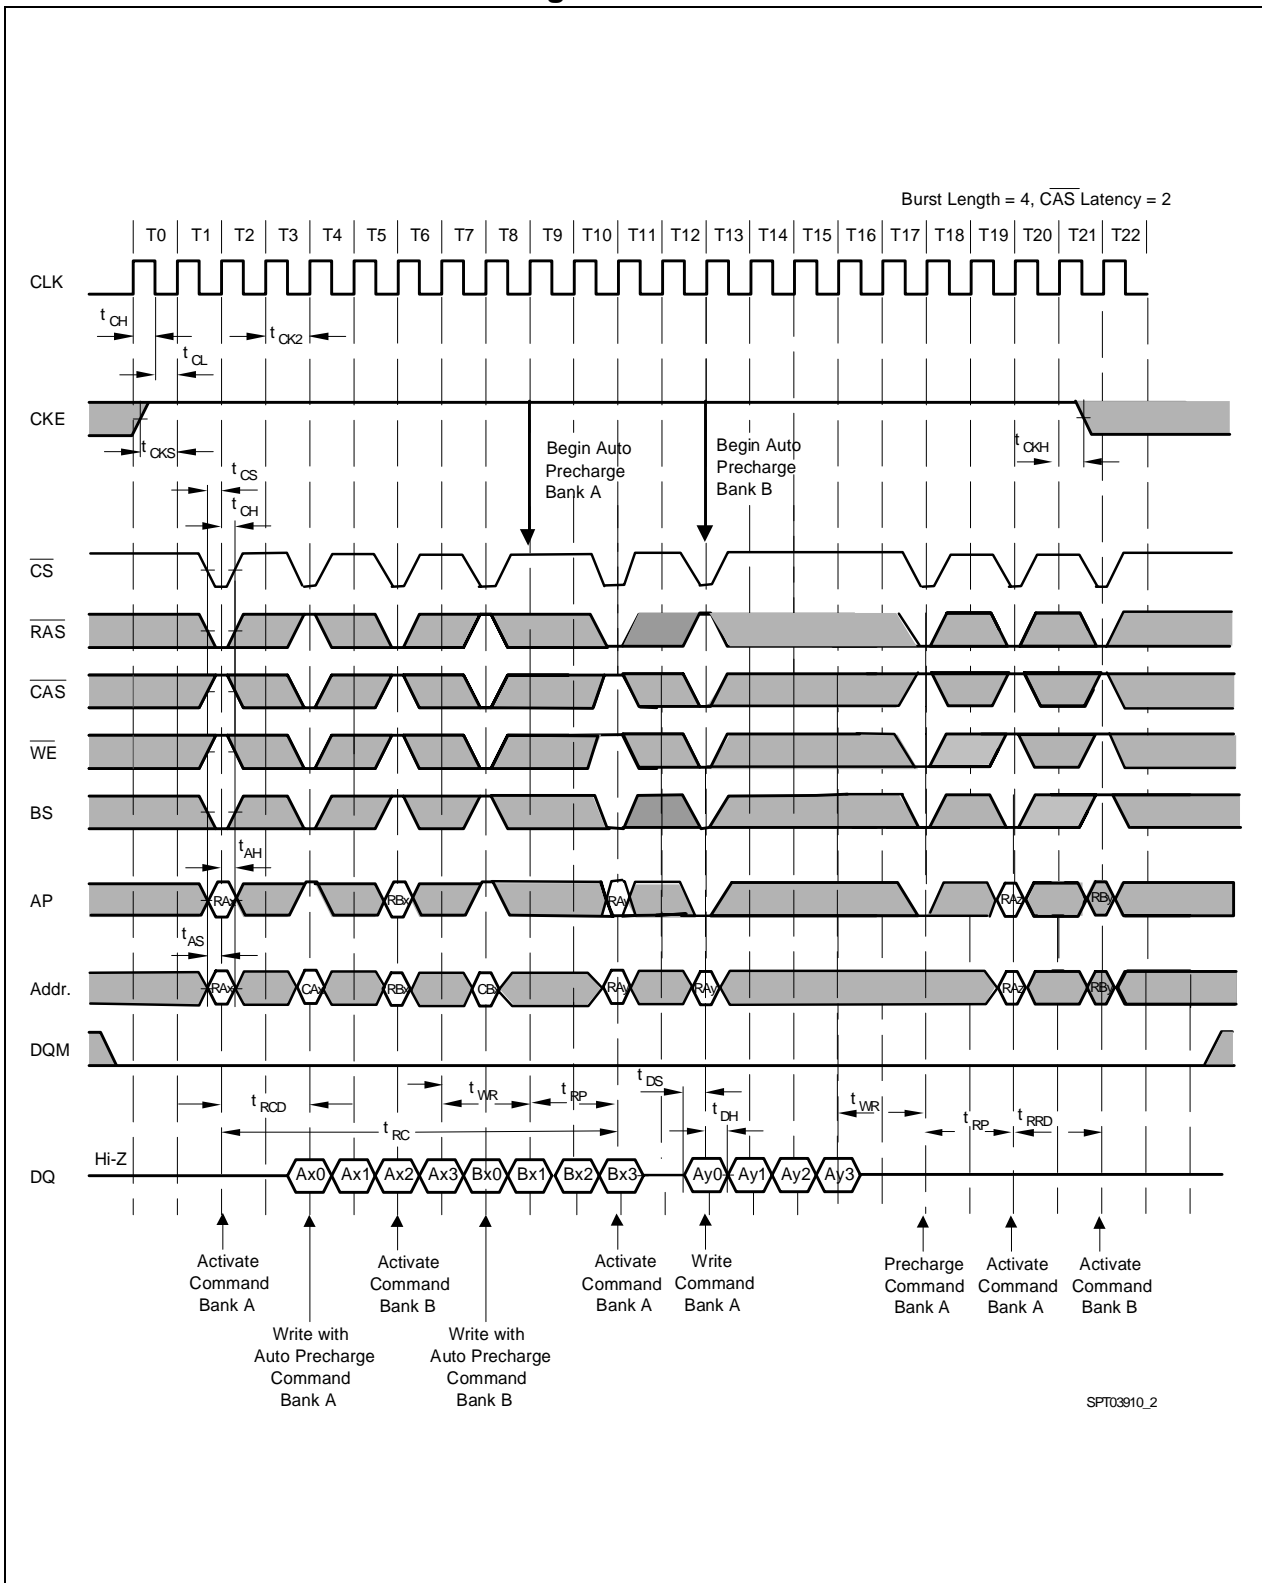 Burst Length = 4, CAS Latency = 2
T0 T1 T2 T3 T4 T5 T6 T7 T8 T9 T10 T11 T12 T13 T14 T15 T16 T17 T18 T19 T20 T21 T22
CLK
t CH
t CK2
t CL
CKE
t CKS
t CS
t CH
Begin Auto
Precharge
Bank A
Begin Auto
Precharge
Bank B
t CKH
CS
RAS
CAS
WE
BS
t AH
AP
RAx RBx RAy RAz RBy
t AS
Addr.
RAx CAx RBx CBx RAy RAy RAz RBy
DQM
t RCD
t WR
t RP
t DS
t DH
t WR
t RP
t RRD
t RC
Hi-Z
DQ
Ax0 Ax1 Ax2 Ax3 Bx0 Bx1 Bx2 Bx3 Ay0 Ay1 Ay2 Ay3
Activate
Command
Bank A
Activate
Command
Bank B
Activate
Command
Bank A
Write
Command
Bank A
Precharge
Command
Bank A
Activate
Command
Bank A
Activate
Command
Bank B
Write with
Auto Precharge
Command
Bank A
Write with
Auto Precharge
Command
Bank B
SPT03910_2